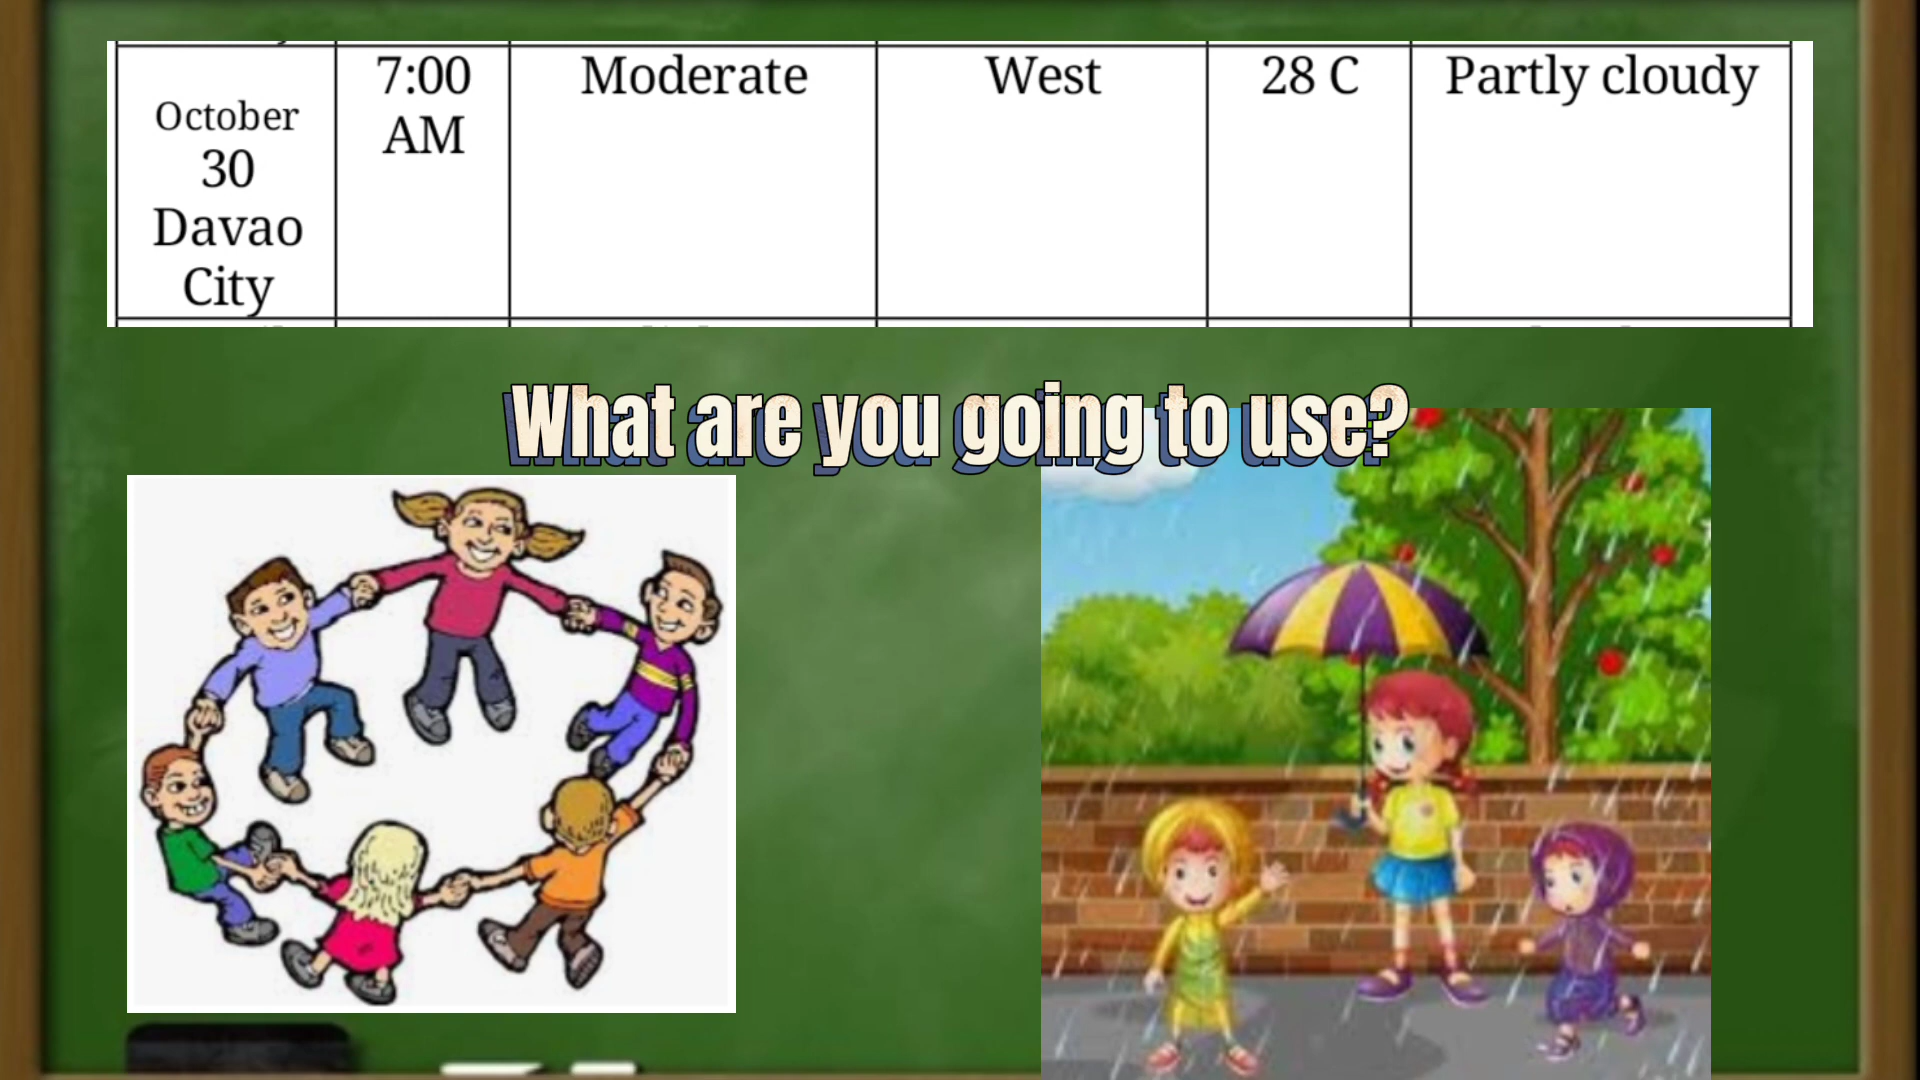 October
30
Davao
City
7:00
AM
Moderate
West
28 C
Partly cloudy
What are you going to use?